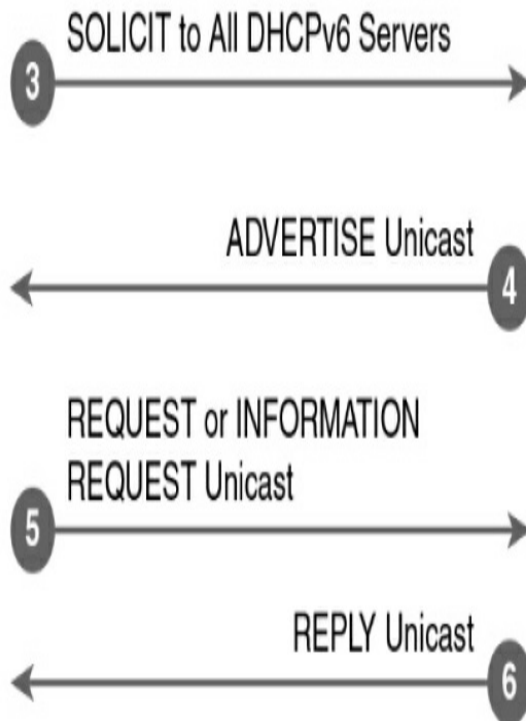 SOLICIT to All DHCPv6 Servers
3
ADVERTISE Unicast
4
REQUEST or INFORMATION
REQUEST Unicast
5
REPLY Unicast
6